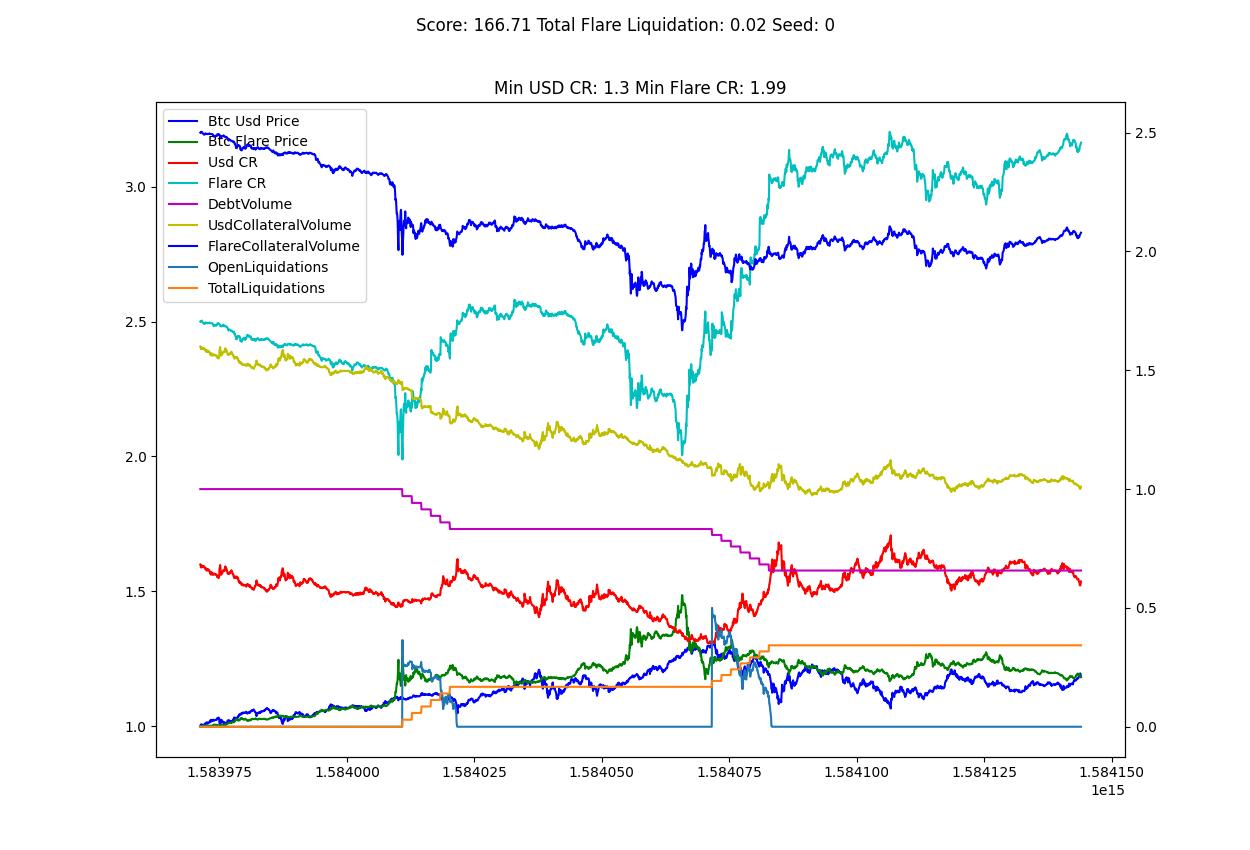 Score: 166.71 Total Flare Liquidation: 0.02 Seed: 0
Min USD CR: 1.3 Min Flare CR: 1.99
Btc Usd Price
Btc Flare Price
Usd CR
Flare CR
DebtVolume
UsdCollateralVolume
FlareCollateralVolume
OpenLiquidations
TotalLiquidations
3.0
2.5
2.0
1.5
1.0
2.5
2.0
1.5
1.0
0.5
0.0
1.583975 1.584000 1.584025 1.584050 1.584075 1.584100 1.584125 1.584150
1e15